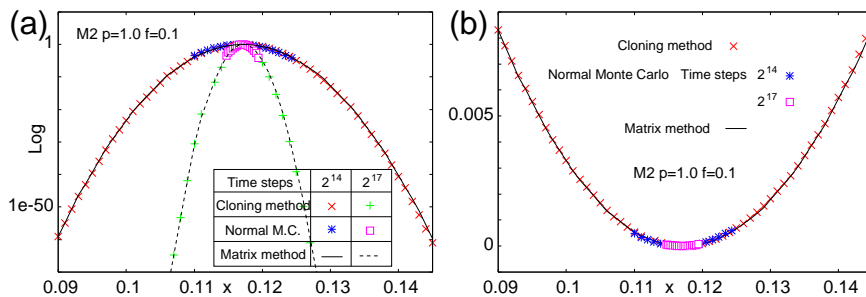 (a)
M2 p=1.0 f=0.1
1
Log
1e-50
Time steps 2^14 2^17
Cloning method
Normal M.C.
Matrix method
0.09 0.1 0.11 x 0.12 0.13 0.14
(b)
Cloning method
Normal Monte Carlo Time steps 2^14
2^17
0.005
Matrix method
M2 p=1.0 f=0.1
0
0.09 0.1 0.11 x 0.12 0.13 0.14